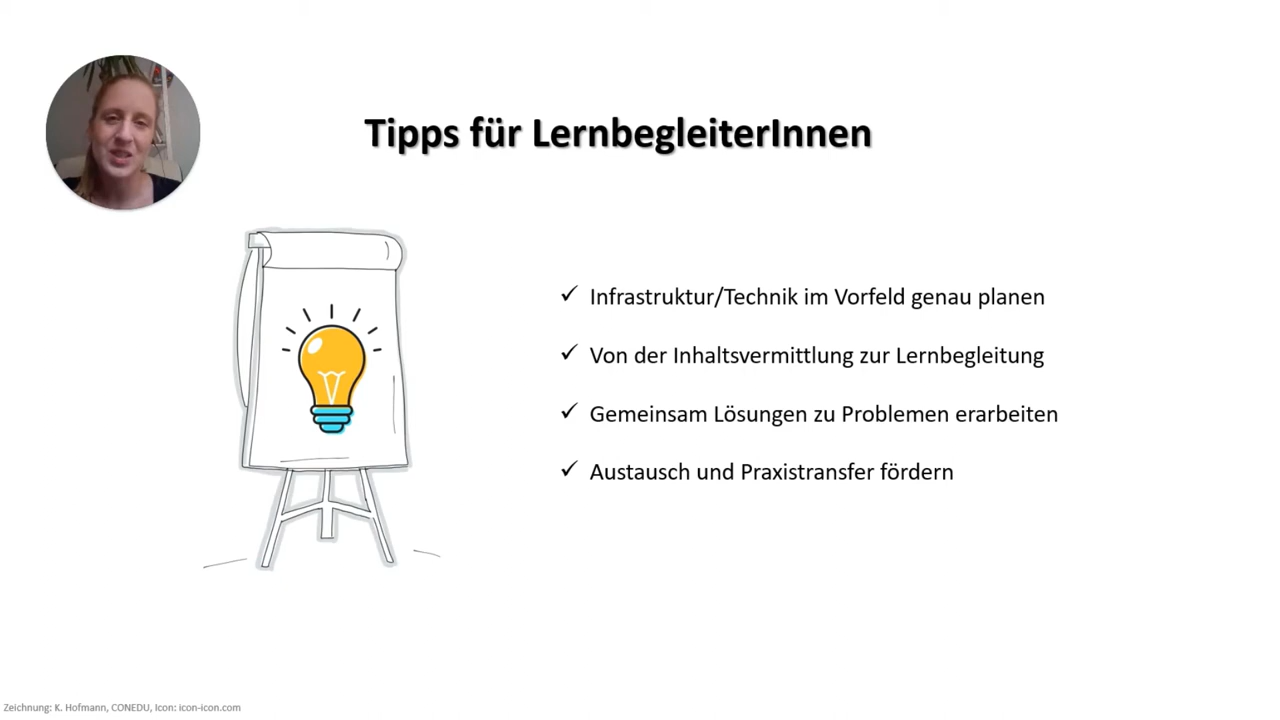 Tipps für LernbegleiterInnen
Infrastruktur/Technik im Vorfeld genau planen
Von der Inhaltsvermittlung zur Lernbegleitung
Gemeinsam Lösungen zu Problemen erarbeiten
Austausch und Praxistransfer fördern
Zeichnung: K. Hofmann, CONEDU, Icon: icon-icon.com